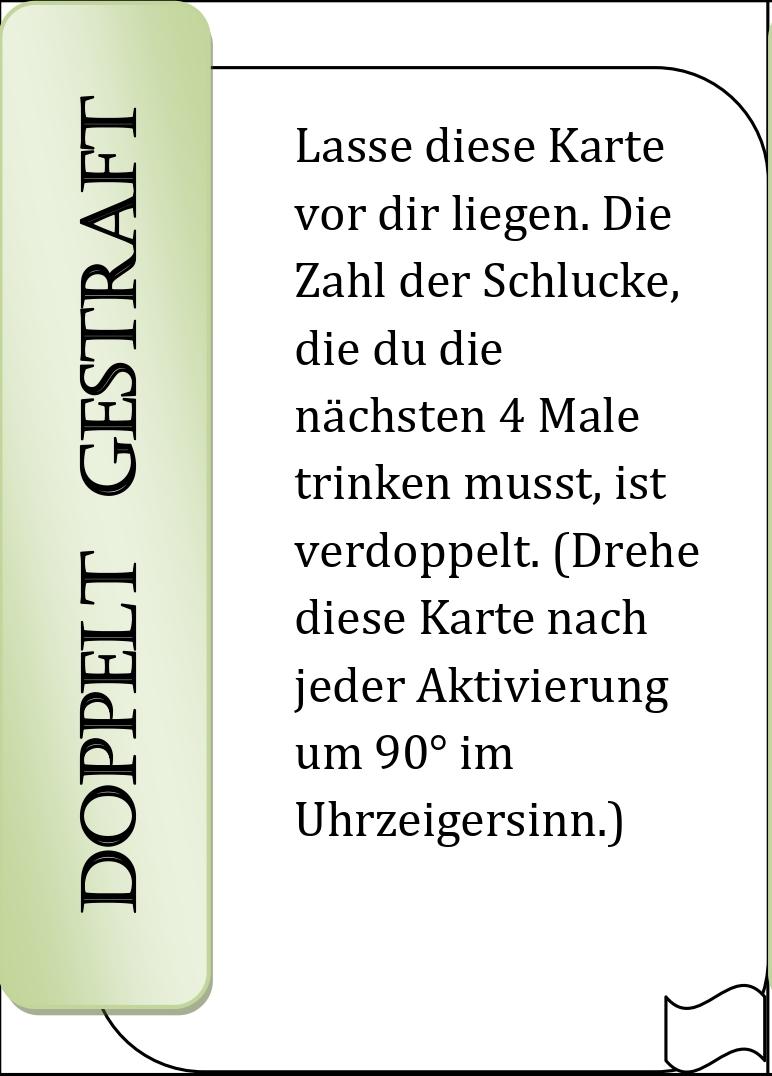 DOPPELT GESTRAFT
Lasse diese Karte
vor dir liegen. Die
Zahl der Schlucke,
die du die
nächsten 4 Male
trinken musst, ist
verdoppelt. (Drehe
diese Karte nach
jeder Aktivierung
um 90° im
Uhrzeigersinn.)